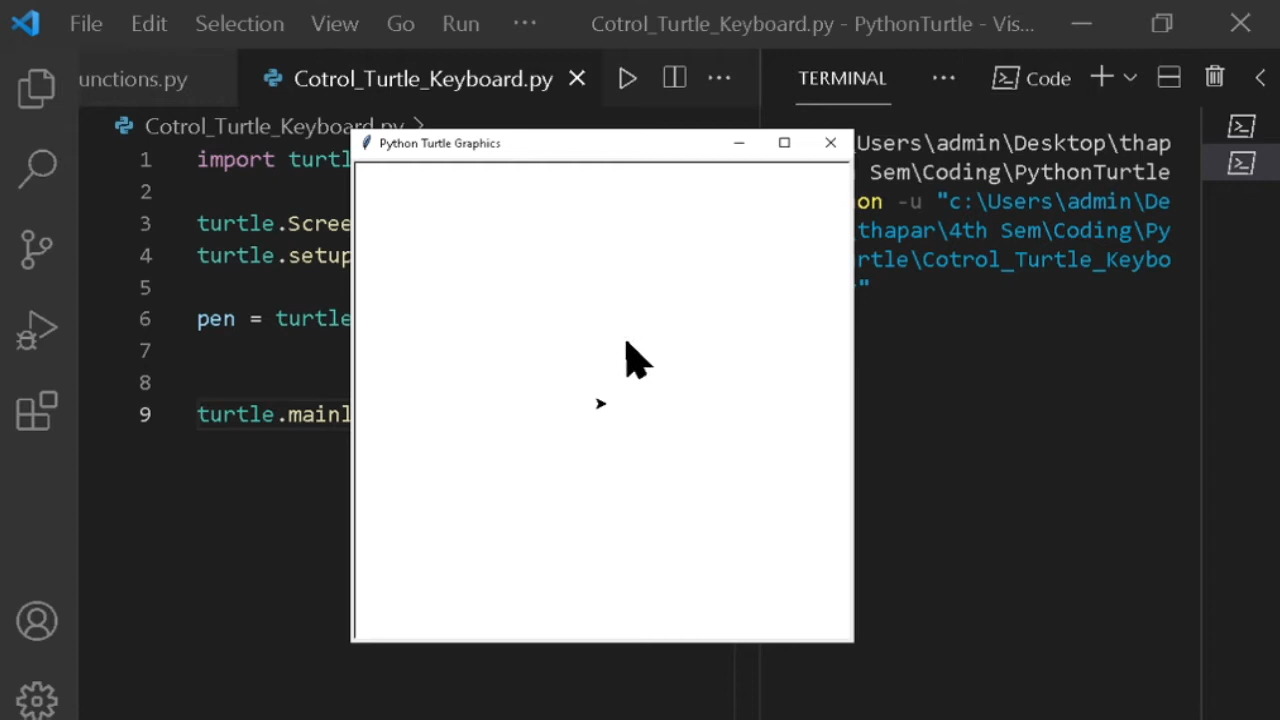 File Edit Selection View Go Run ··· Cotrol_Turtle_Keyboard.py - PythonTurtle - Vis...
unctions.py Cotrol_Turtle_Keyboard.py TERMINAL ··· Code
Cotrol_Turtle_Keyboard.py
Python Turtle Graphics
1 import turtl
2
3 turtle.Scree
4 turtle.setup
5
6 pen = turtle
7
8
9 turtle.mainl
Users\admin\Desktop\thap
Sem\Coding\PythonTurtle
on -u "c:\Users\admin\De
thapar\4th Sem\Coding\Py
rtle\Cotrol_Turtle_Keybo
"